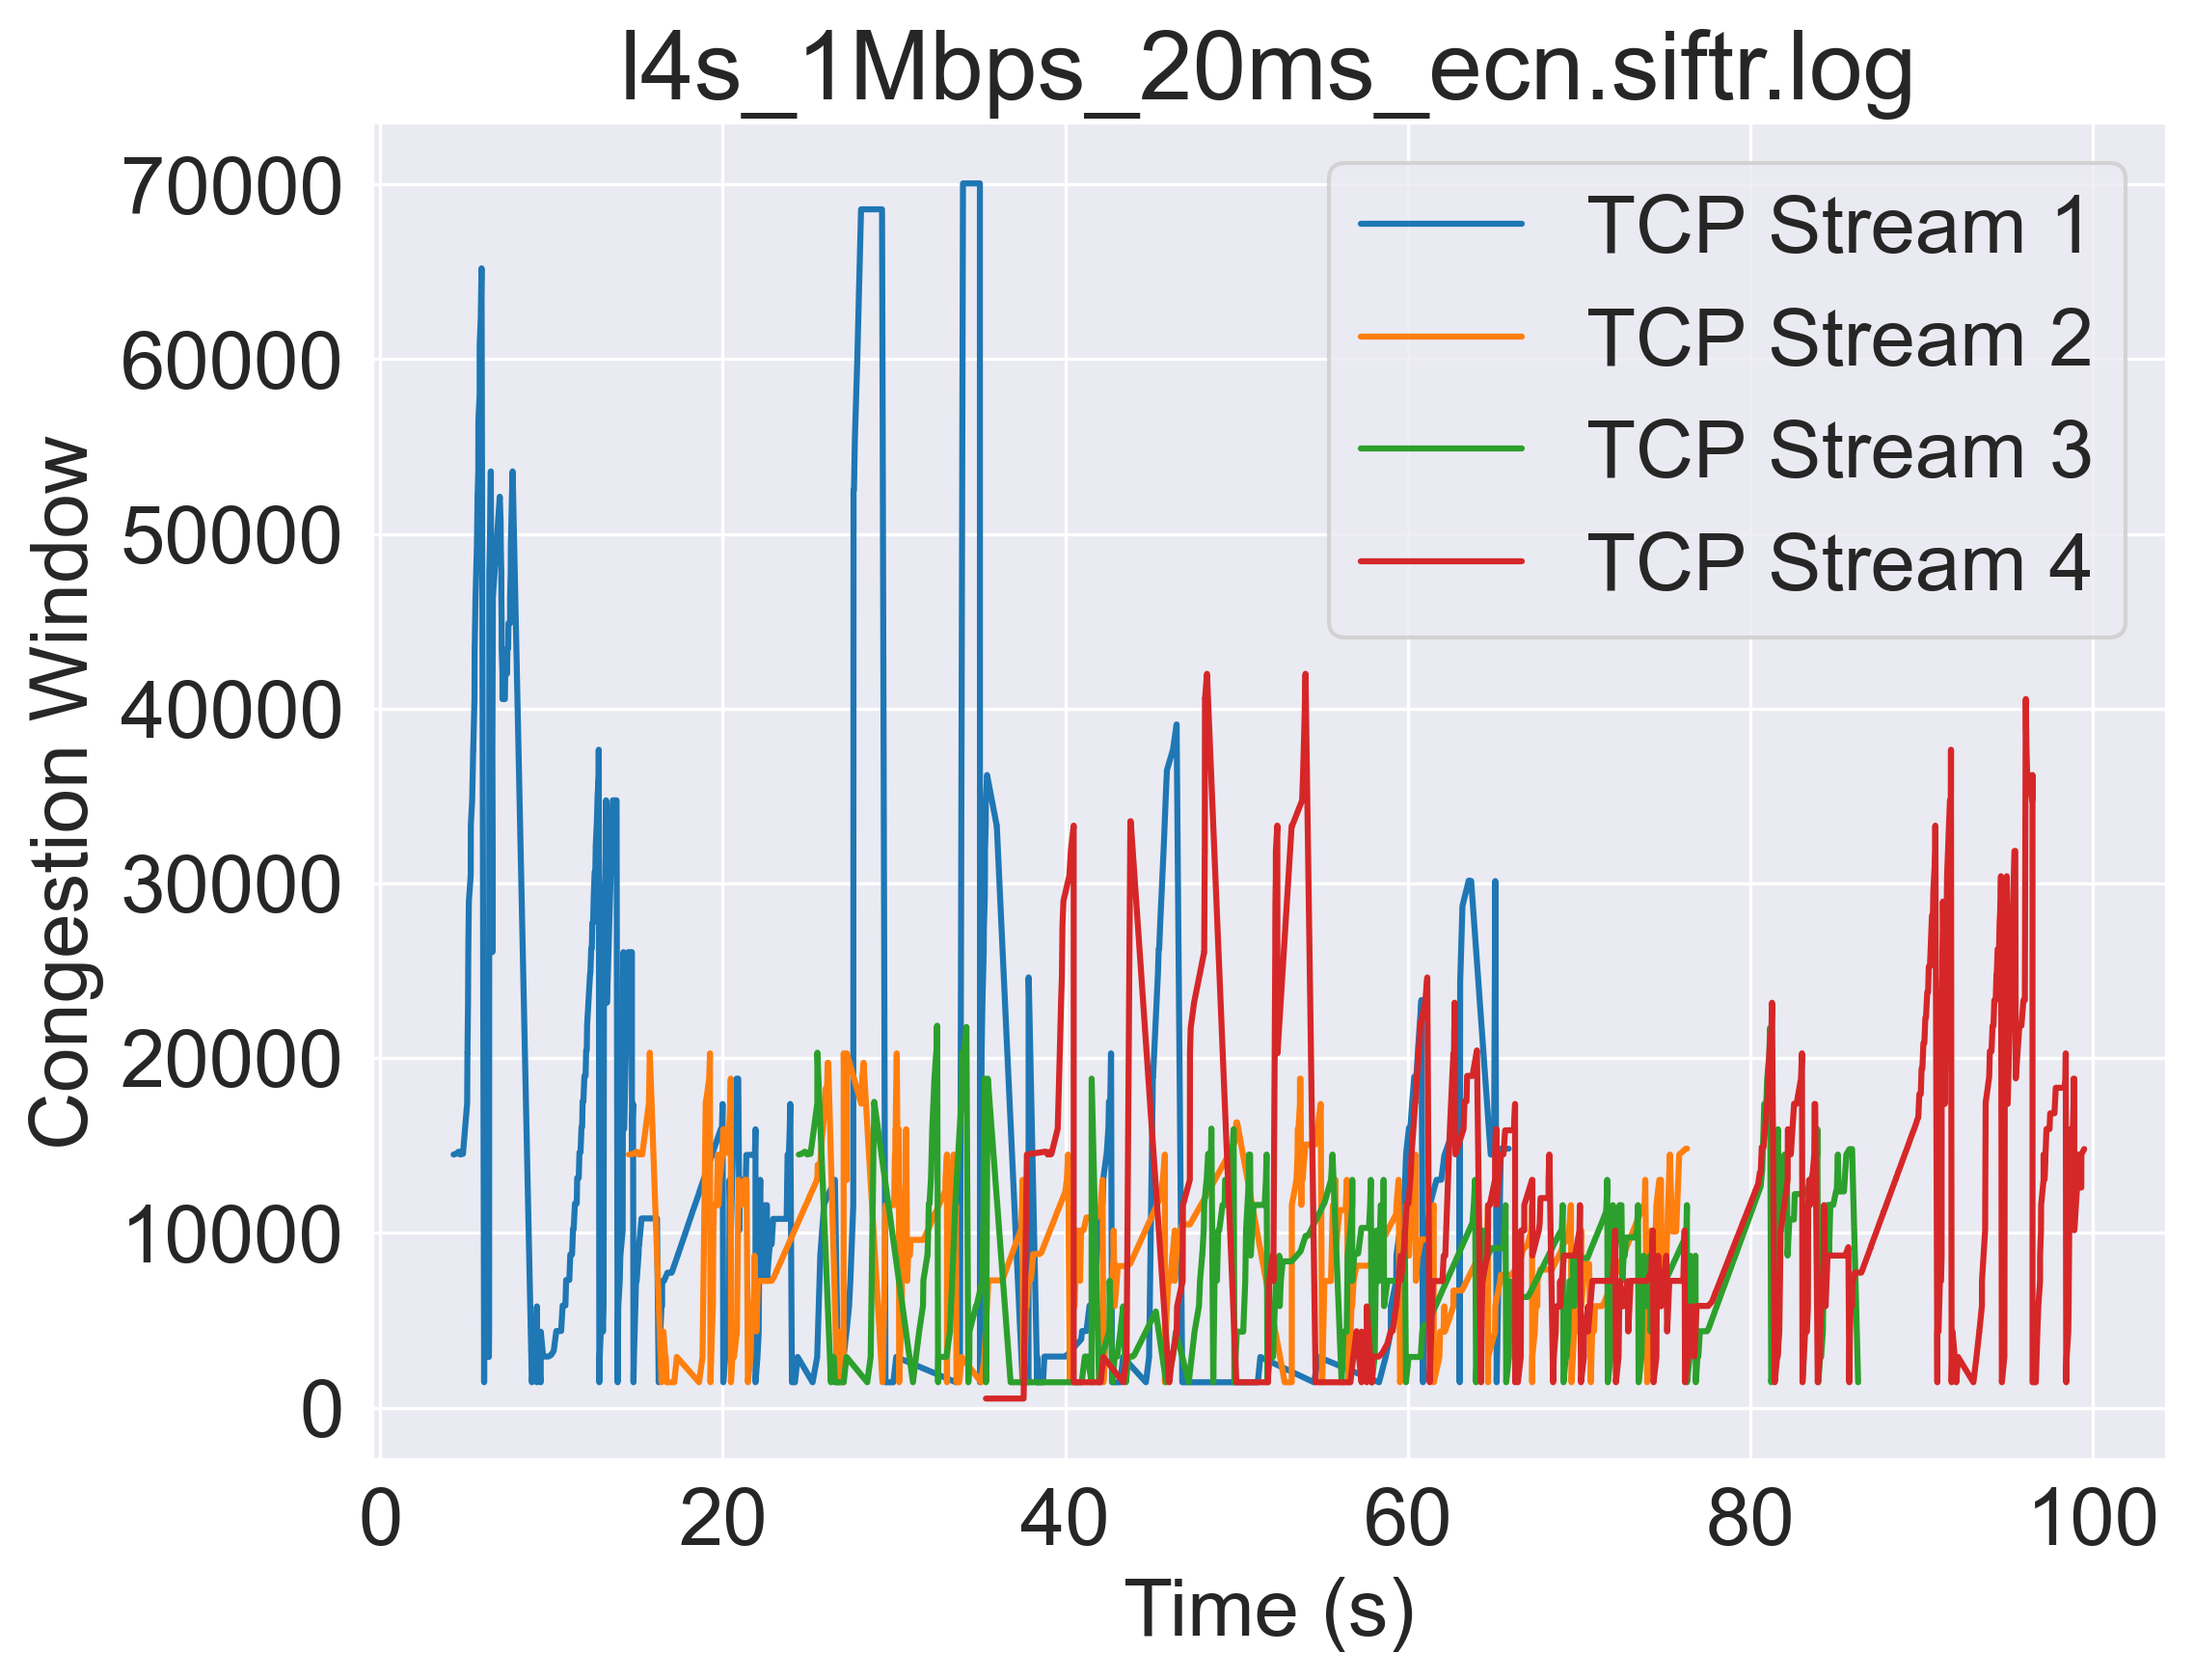 l4s_1Mbps_20ms_ecn.siftr.log
70000
60000
50000
40000
30000
20000
10000
0
Congestion Window
TCP Stream 1
TCP Stream 2
TCP Stream 3
TCP Stream 4
0 20 40 60 80 100
Time (s)